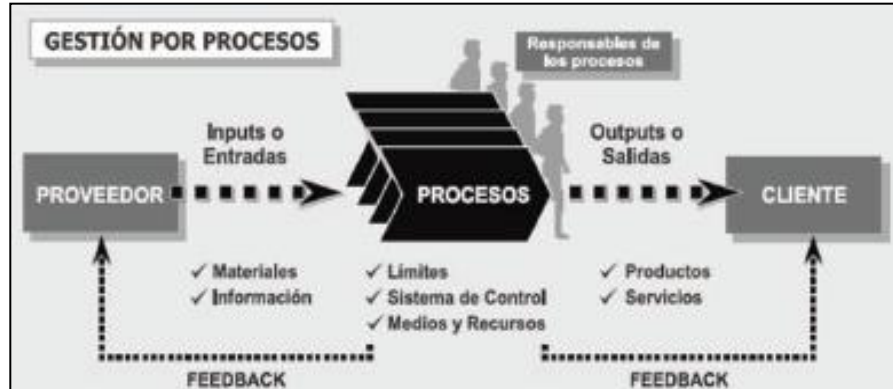 GESTIÓN POR PROCESOS
Responsables de
los procesos
Inputs o
Entradas
Outputs o
Salidas
PROVEEDOR
PROCESOS
CLIENTE
✓ Materiales
✓ Información
✓ Límites
✓ Sistema de Control
✓ Medios y Recursos
✓ Productos
✓ Servicios
FEEDBACK
FEEDBACK